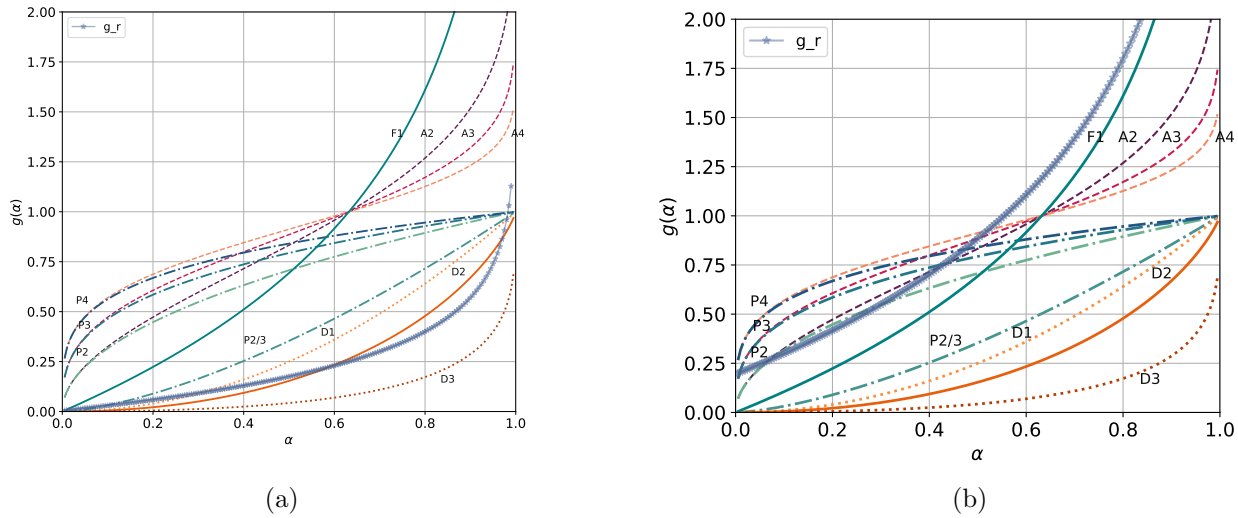 g_r
g(α)
2.00
1.75
1.50
1.25
1.00
0.75
0.50
0.25
0.00
F1
A2
A3
A4
P4
P3
P2
P2/3
D1
D2
D3
0.0
0.2
0.4
0.6
0.8
1.0
α
(a)
g_r
g(α)
2.00
1.75
1.50
1.25
1.00
0.75
0.50
0.25
0.00
F1
A2
A3
A4
P4
P3
P2
P2/3
D1
D2
D3
0.0
0.2
0.4
0.6
0.8
1.0
α
(b)